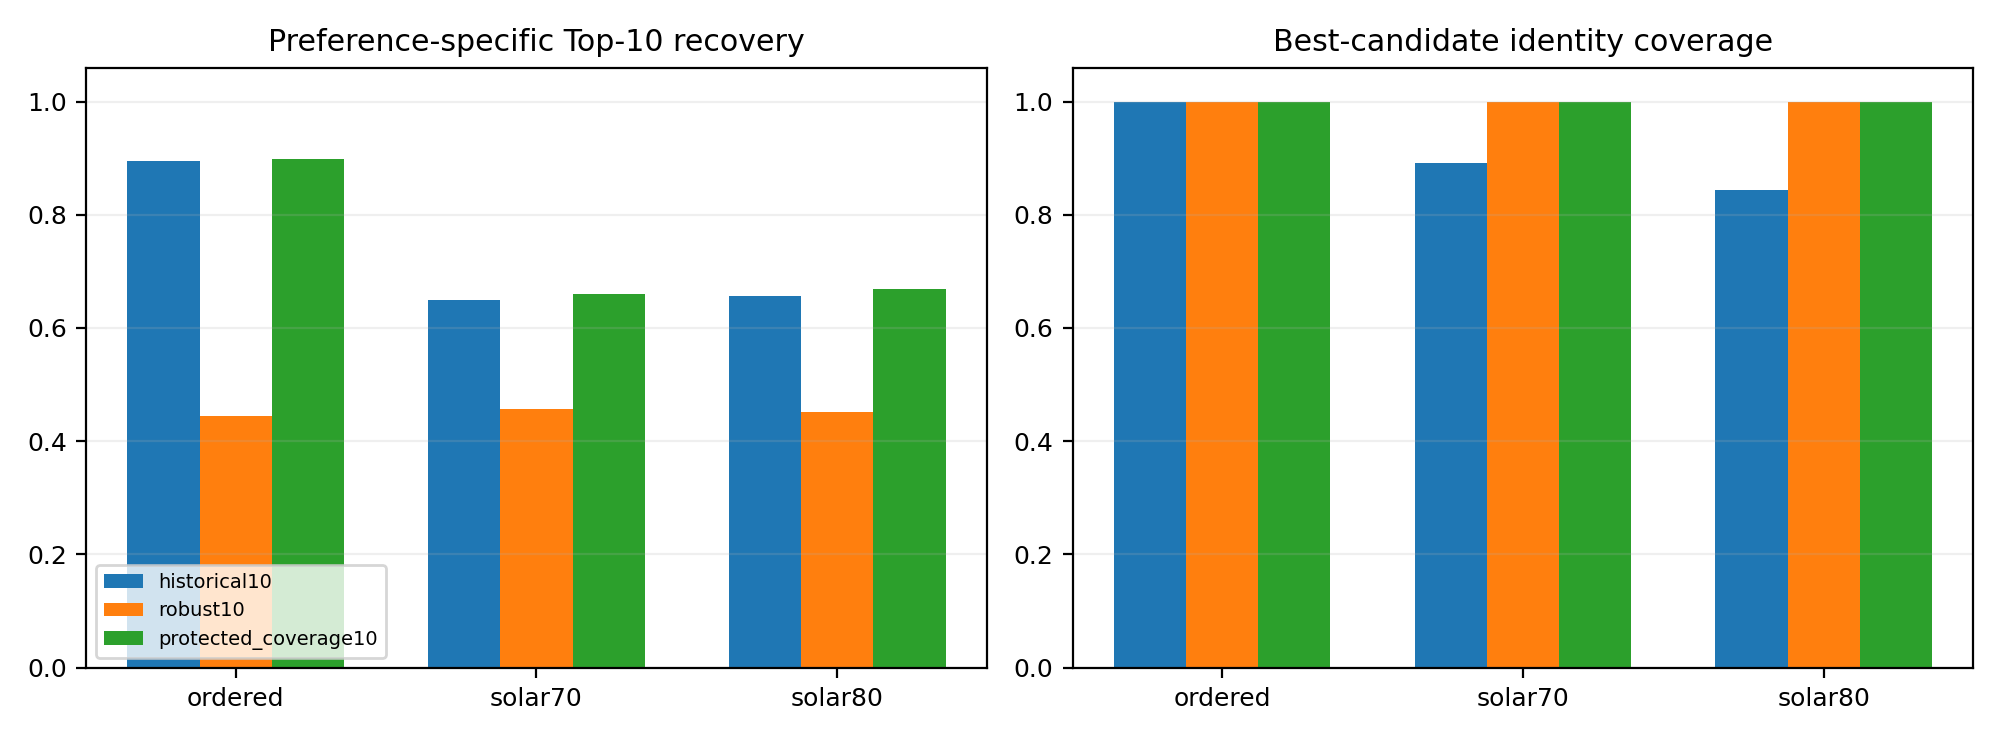 Preference-specific Top-10 recovery
1.0
0.8
0.6
0.4
0.2
0.0
historical10
robust10
protected_coverage10
ordered
solar70
solar80
Best-candidate identity coverage
1.0
0.8
0.6
0.4
0.2
0.0
ordered
solar70
solar80